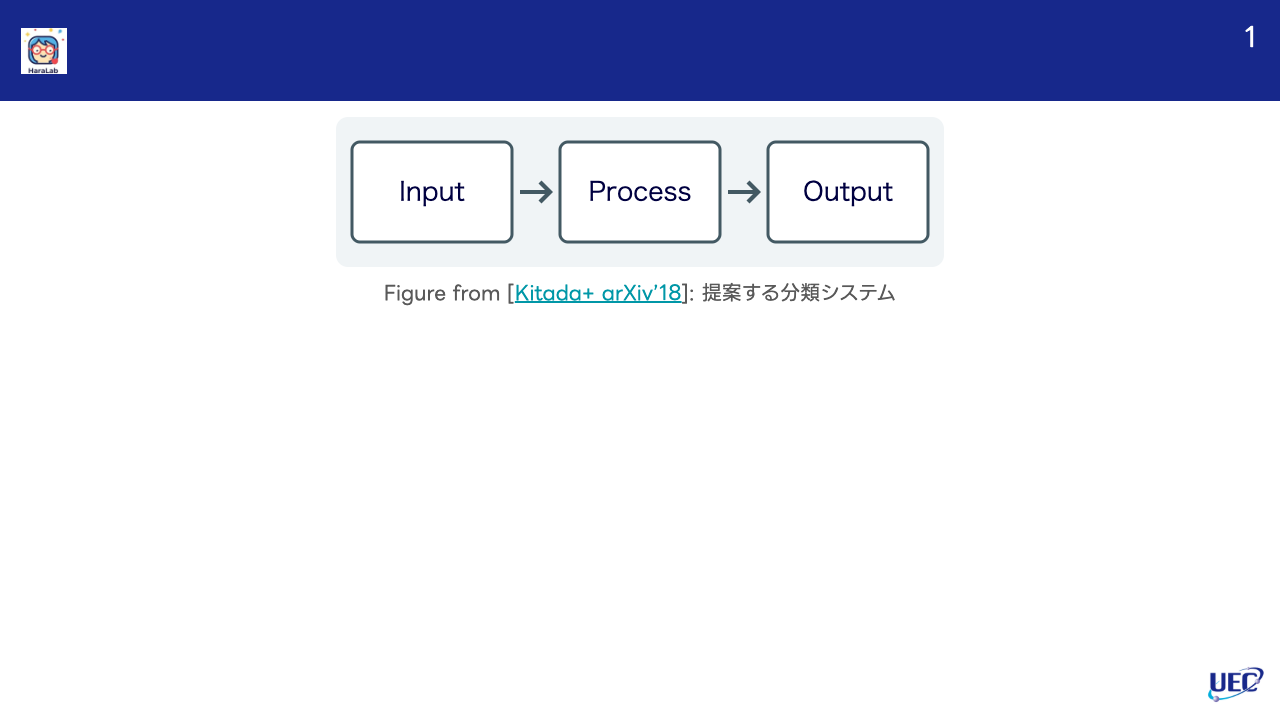 HaraLab
1
Input → Process → Output
Figure from [Kitada+ arXiv’18]: 提案する分類システム
UEC